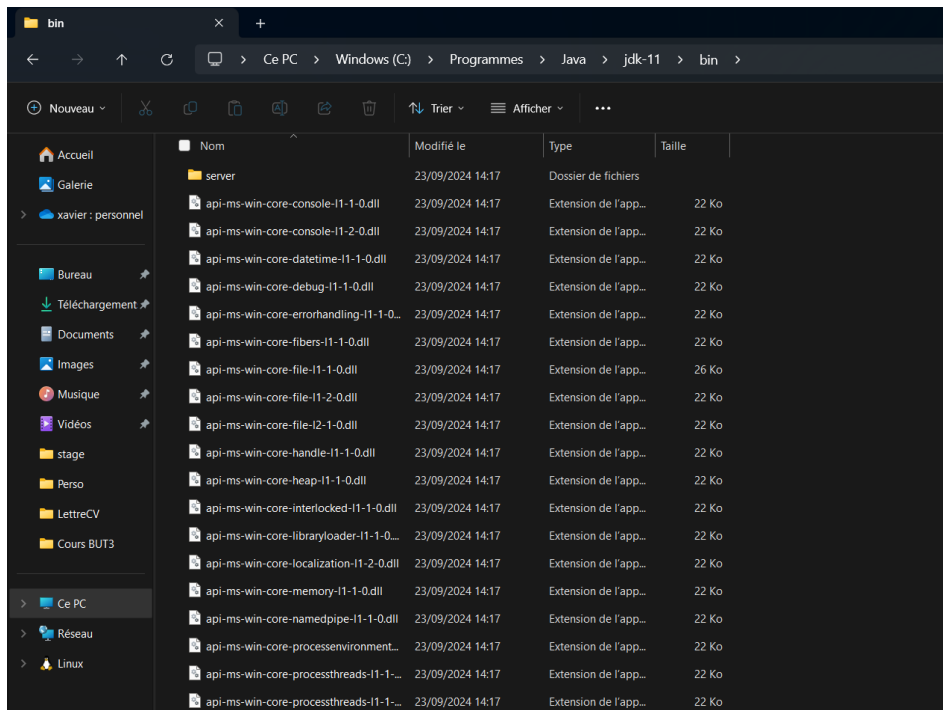 bin
Ce PC > Windows (C:) > Programmes > Java > jdk-11 > bin >
Nouveau Trier Afficher
Nom Modifié le Type Taille
Accueil
Galerie
xavier : personnel
Bureau
Téléchargement
Documents
Images
Musique
Vidéos
stage
Perso
LettreCV
Cours BUT3
Ce PC
Réseau
Linux
server 23/09/2024 14:17 Dossier de fichiers
api-ms-win-core-console-l1-1-0.dll 23/09/2024 14:17 Extension de l'app... 22 Ko
api-ms-win-core-console-l1-2-0.dll 23/09/2024 14:17 Extension de l'app... 22 Ko
api-ms-win-core-datetime-l1-1-0.dll 23/09/2024 14:17 Extension de l'app... 22 Ko
api-ms-win-core-debug-l1-1-0.dll 23/09/2024 14:17 Extension de l'app... 22 Ko
api-ms-win-core-errorhandling-l1-1-0... 23/09/2024 14:17 Extension de l'app... 22 Ko
api-ms-win-core-fibers-l1-1-0.dll 23/09/2024 14:17 Extension de l'app... 22 Ko
api-ms-win-core-file-l1-1-0.dll 23/09/2024 14:17 Extension de l'app... 26 Ko
api-ms-win-core-file-l1-2-0.dll 23/09/2024 14:17 Extension de l'app... 22 Ko
api-ms-win-core-file-l2-1-0.dll 23/09/2024 14:17 Extension de l'app... 22 Ko
api-ms-win-core-handle-l1-1-0.dll 23/09/2024 14:17 Extension de l'app... 22 Ko
api-ms-win-core-heap-l1-1-0.dll 23/09/2024 14:17 Extension de l'app... 22 Ko
api-ms-win-core-interlocked-l1-1-0.dll 23/09/2024 14:17 Extension de l'app... 22 Ko
api-ms-win-core-libraryloader-l1-1-0.... 23/09/2024 14:17 Extension de l'app... 22 Ko
api-ms-win-core-localization-l1-2-0.dll 23/09/2024 14:17 Extension de l'app... 22 Ko
api-ms-win-core-memory-l1-1-0.dll 23/09/2024 14:17 Extension de l'app... 22 Ko
api-ms-win-core-namedpipe-l1-1-0.dll 23/09/2024 14:17 Extension de l'app... 22 Ko
api-ms-win-core-processenvironment... 23/09/2024 14:17 Extension de l'app... 22 Ko
api-ms-win-core-processthreads-l1-1-... 23/09/2024 14:17 Extension de l'app... 22 Ko
api-ms-win-core-processthreads-l1-1-... 23/09/2024 14:17 Extension de l'app... 22 Ko